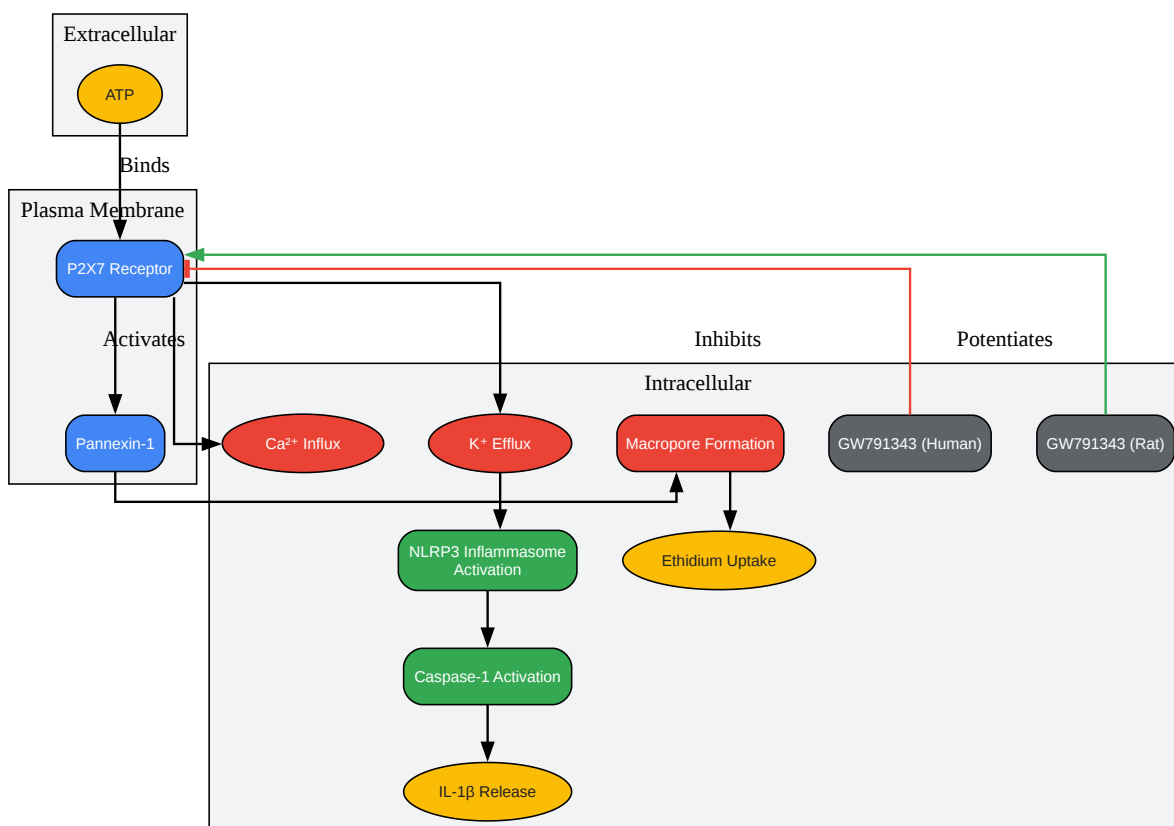 Extracellular
ATP
Binds
Plasma Membrane
P2X7 Receptor
Activates
Inhibits
Potentiates
Intracellular
Pannexin-1
Ca²⁺ Influx
K⁺ Efflux
Macropore Formation
GW791343 (Human)
GW791343 (Rat)
NLRP3 Inflammasome
Activation
Ethidium Uptake
Caspase-1 Activation
IL-1β Release